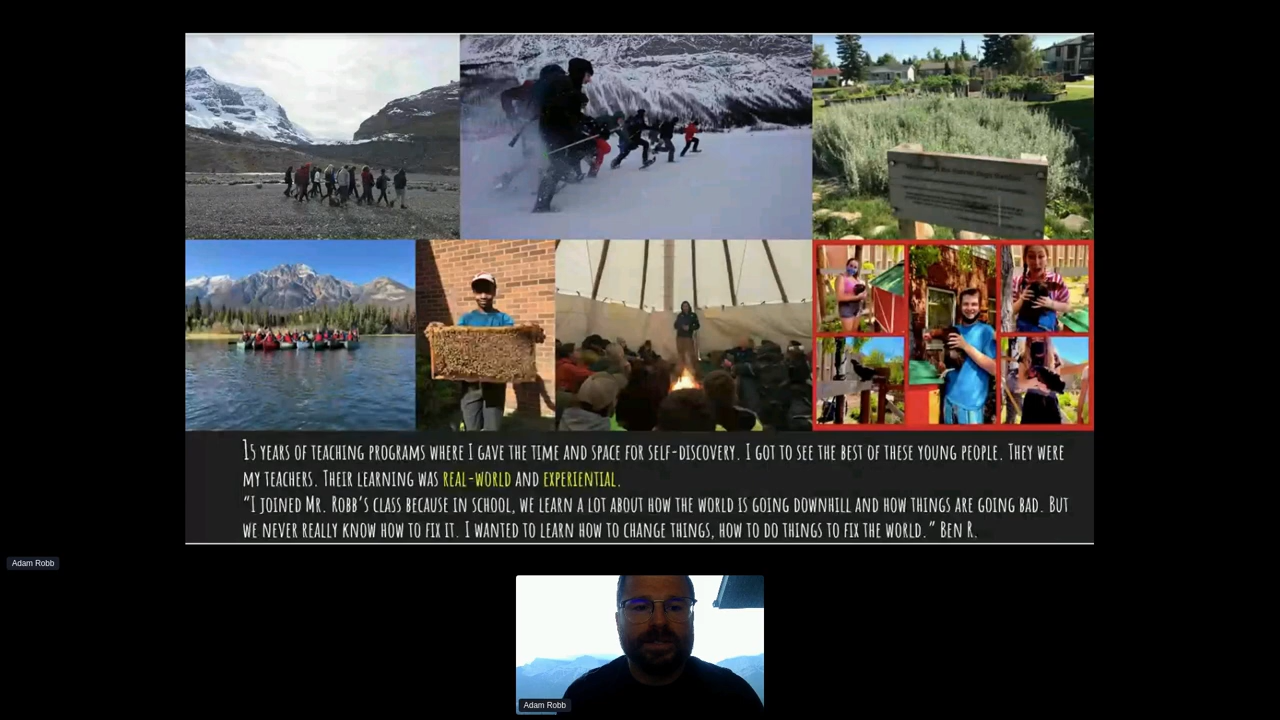 15 years of teaching programs where I gave the time and space for self-discovery. I got to see the best of these young people. They were
my teachers. Their learning was real-world and experiential.
“I joined Mr. Robb’s class because in school, we learn a lot about how the world is going downhill and how things are going bad. But
we never really know how to fix it. I wanted to learn how to change things, how to do things to fix the world.” Ben R.
Adam Robb
Adam Robb